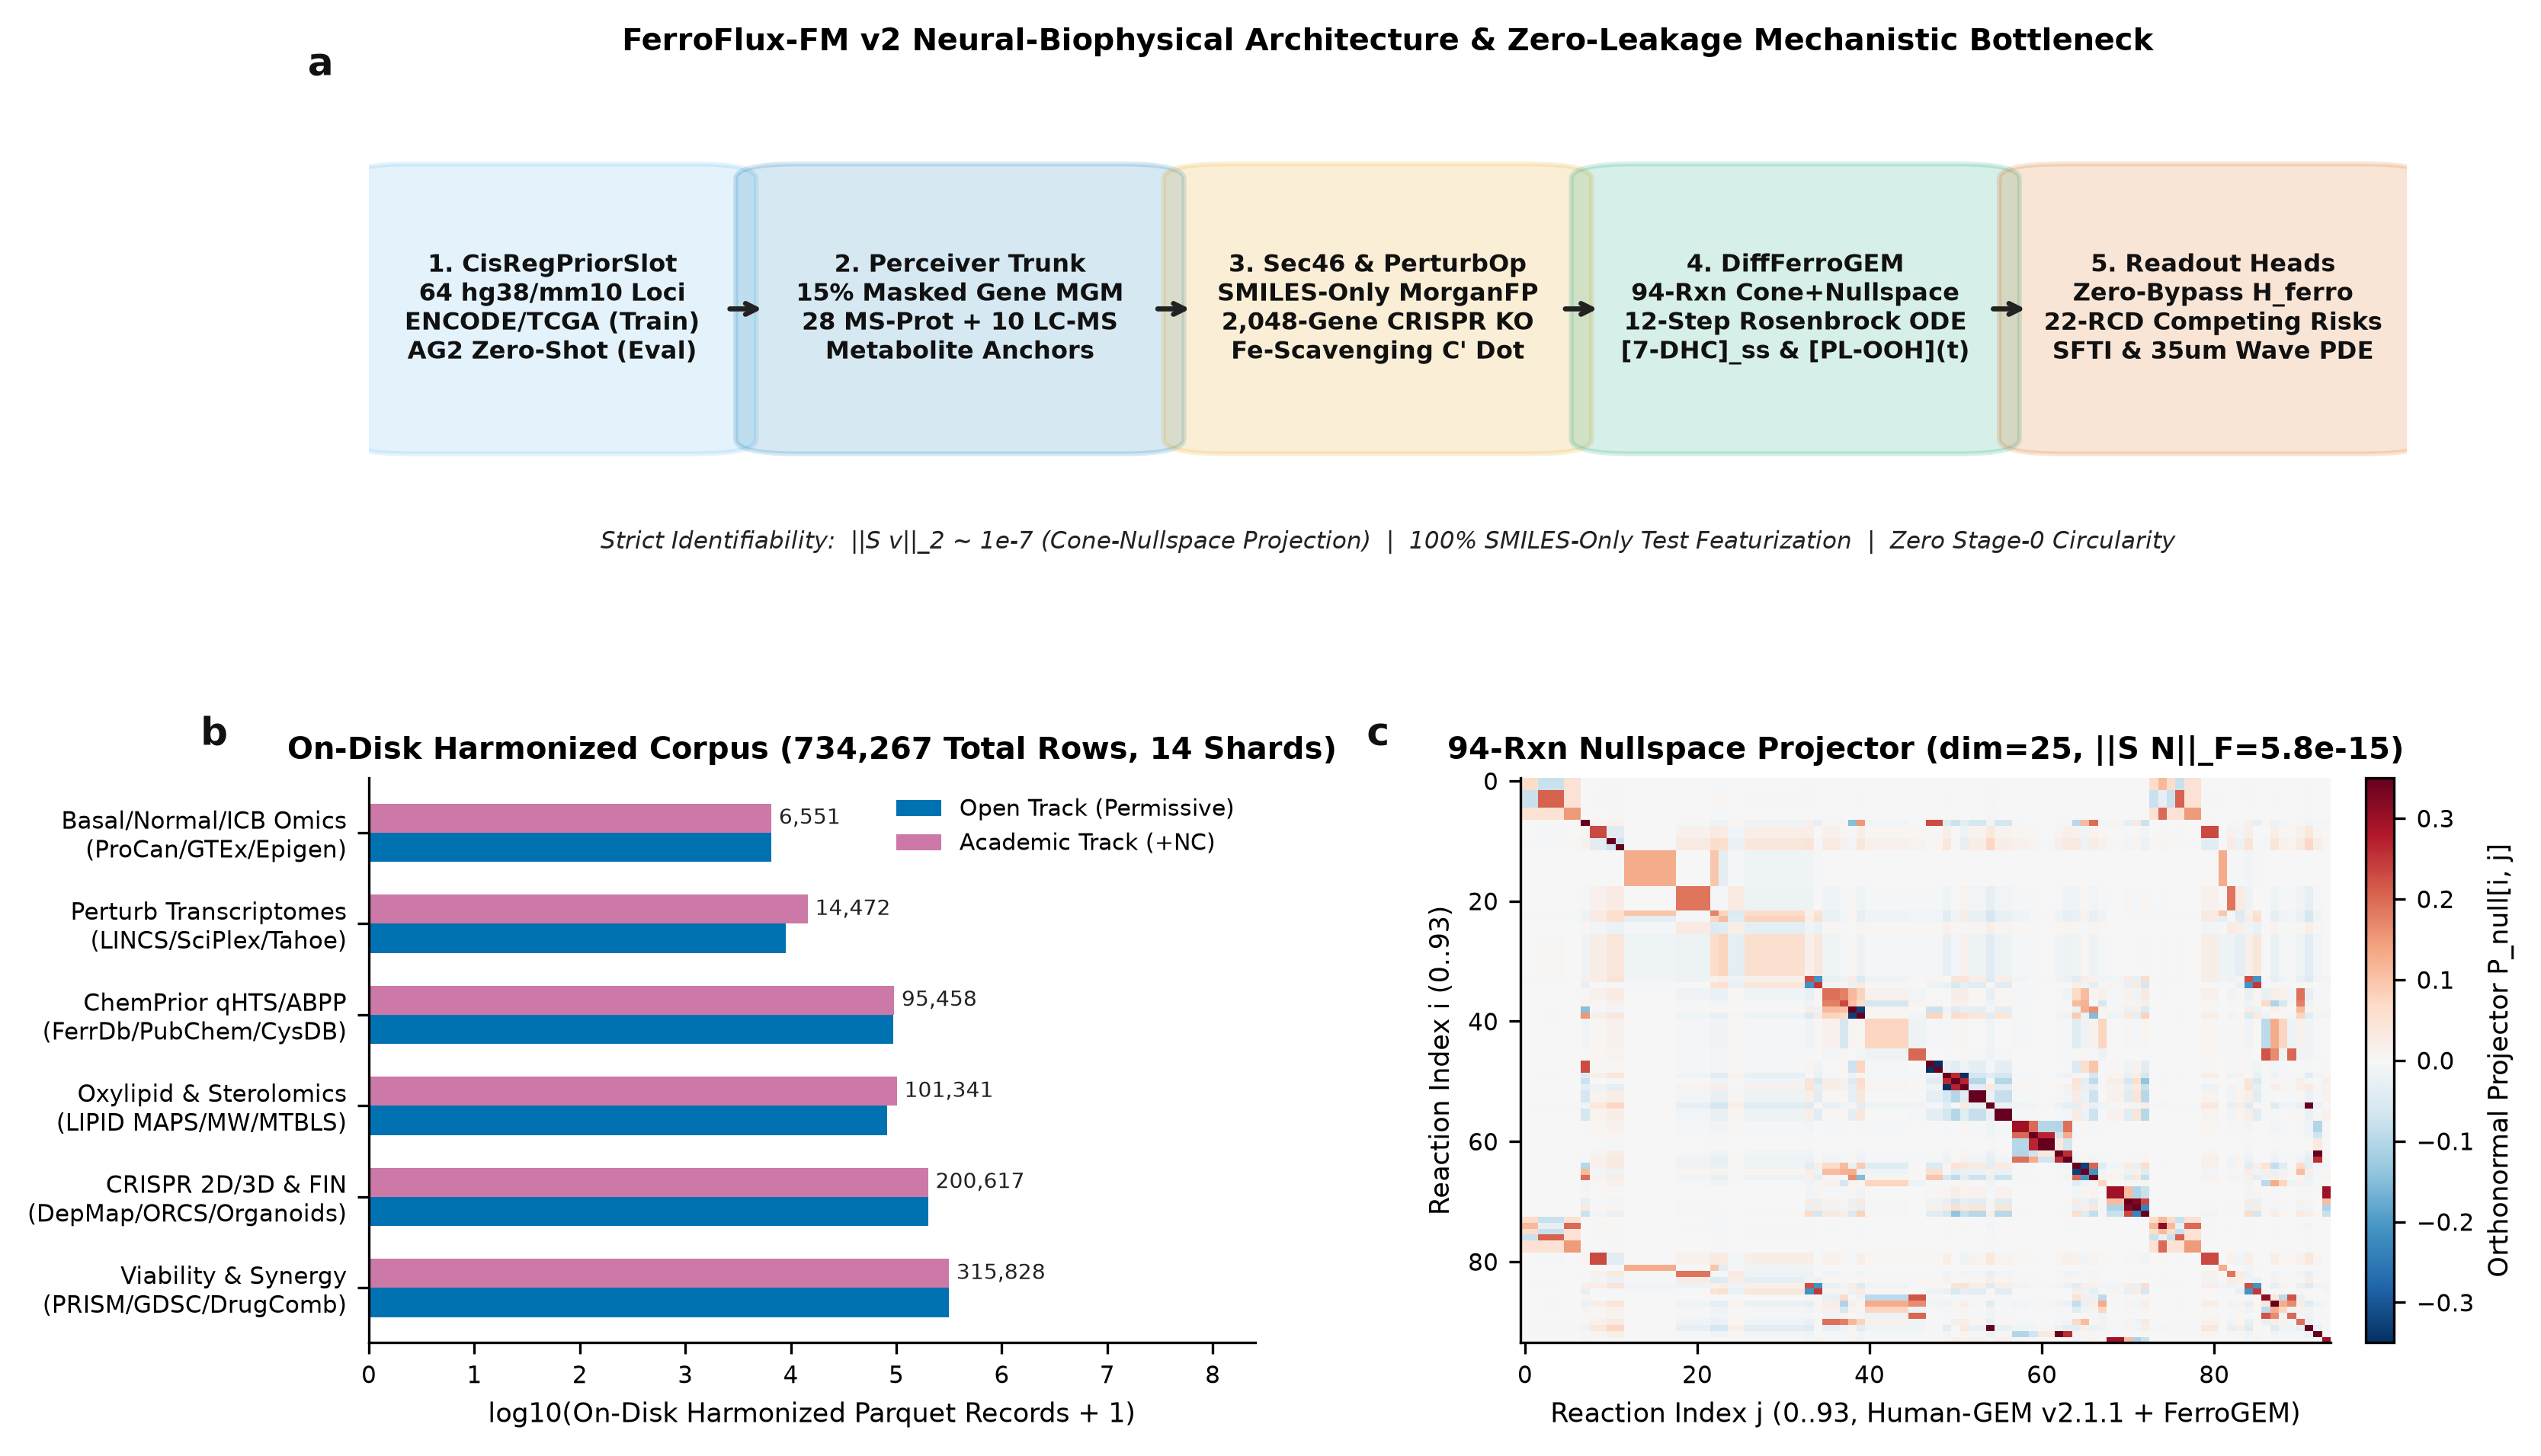 FerroFlux-FM v2 Neural-Biophysical Architecture & Zero-Leakage Mechanistic Bottleneck
a
1. CisRegPriorSlot
64 hg38/mm10 Loci
ENCODE/TCGA (Train)
AG2 Zero-Shot (Eval)
2. Perceiver Trunk
15% Masked Gene MGM
28 MS-Prot + 10 LC-MS
Metabolite Anchors
3. Sec46 & PerturbOp
SMILES-Only MorganFP
2,048-Gene CRISPR KO
Fe-Scavenging C' Dot
4. DiffFerroGEM
94-Rxn Cone+Nullspace
12-Step Rosenbrock ODE
[7-DHC]_ss & [PL-OOH](t)
5. Readout Heads
Zero-Bypass H_ferro
22-RCD Competing Risks
SFTI & 35um Wave PDE
Strict Identifiability:  ||S v||_2 ~ 1e-7 (Cone-Nullspace Projection)  |  100% SMILES-Only Test Featurization  |  Zero Stage-0 Circularity
b
On-Disk Harmonized Corpus (734,267 Total Rows, 14 Shards)
Open Track (Permissive)
Academic Track (+NC)
Basal/Normal/ICB Omics
(ProCan/GTEx/Epigen)
6,551
Perturb Transcriptomes
(LINCS/SciPlex/Tahoe)
14,472
ChemPrior qHTS/ABPP
(FerrDb/PubChem/CysDB)
95,458
Oxylipid & Sterolomics
(LIPID MAPS/MW/MTBLS)
101,341
CRISPR 2D/3D & FIN
(DepMap/ORCS/Organoids)
200,617
Viability & Synergy
(PRISM/GDSC/DrugComb)
315,828
0 1 2 3 4 5 6 7 8
log10(On-Disk Harmonized Parquet Records + 1)
c
94-Rxn Nullspace Projector (dim=25, ||S N||_F=5.8e-15)
Reaction Index i (0..93)
0
20
40
60
80
0 20 40 60 80
Reaction Index j (0..93, Human-GEM v2.1.1 + FerroGEM)
0.3
0.2
0.1
0.0
−0.1
−0.2
−0.3
Orthonormal Projector P_null[i, j]